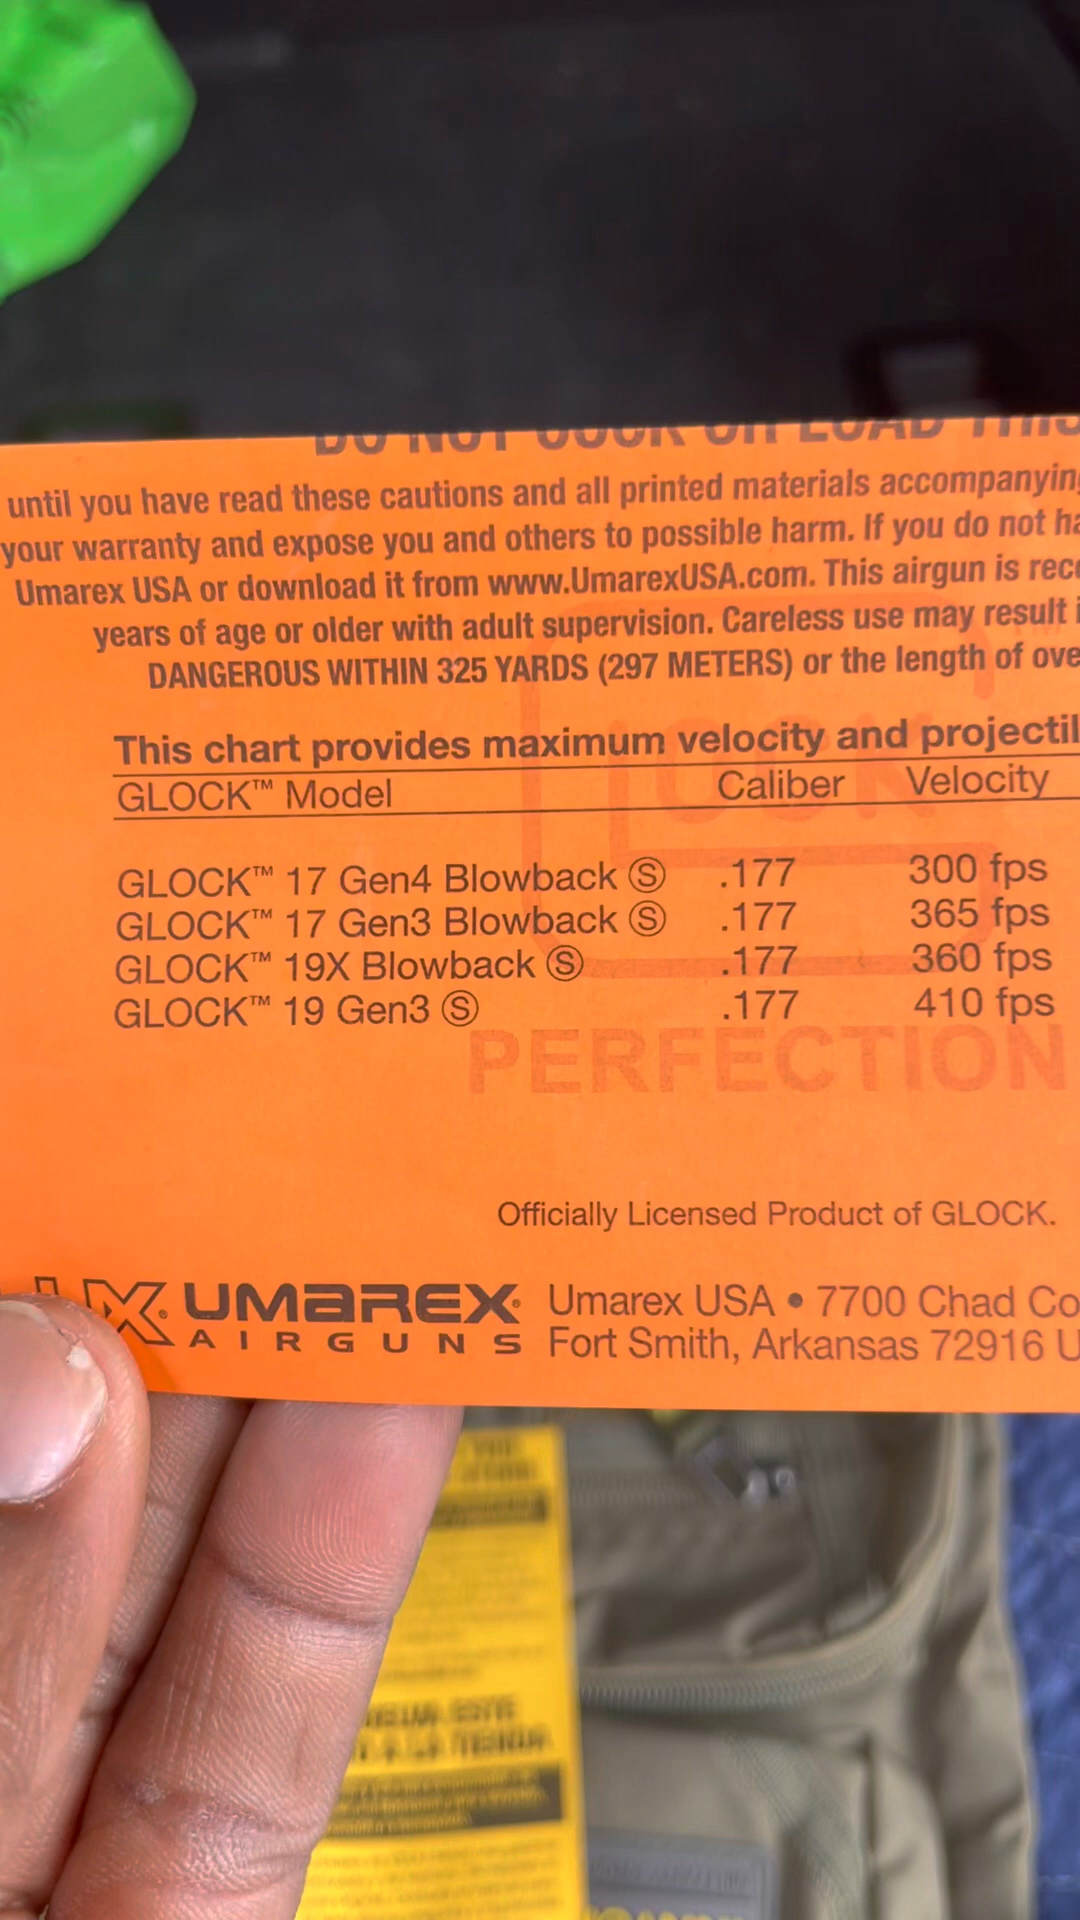 DO NOT COCK OR LOAD THIS
until you have read these cautions and all printed materials accompanying
your warranty and expose you and others to possible harm. If you do not ha
Umarex USA or download it from www.UmarexUSA.com. This airgun is rec
years of age or older with adult supervision. Careless use may result i
DANGEROUS WITHIN 325 YARDS (297 METERS) or the length of ove
This chart provides maximum velocity and projectil
GLOCK™ Model Caliber Velocity
GLOCK™ 17 Gen4 Blowback Ⓢ .177 300 fps
GLOCK™ 17 Gen3 Blowback Ⓢ .177 365 fps
GLOCK™ 19X Blowback Ⓢ .177 360 fps
GLOCK™ 19 Gen3 Ⓢ .177 410 fps
PERFECTION
Officially Licensed Product of GLOCK.
UMAREX® Umarex USA • 7700 Chad Co
AIRGUNS Fort Smith, Arkansas 72916 U
ESTE
A LA TIENDA